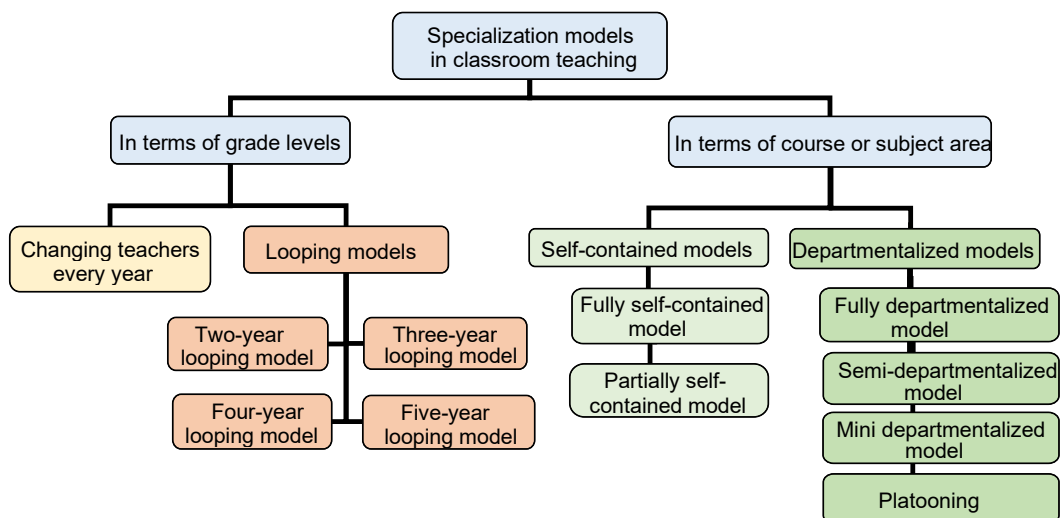 Specialization models
in classroom teaching
In terms of grade levels
In terms of course or subject area
Changing teachers
every year
Looping models
Self-contained models
Departmentalized models
Two-year
looping model
Three-year
looping model
Four-year
looping model
Five-year
looping model
Fully self-contained
model
Partially self-
contained model
Fully departmentalized
model
Semi-departmentalized
model
Mini departmentalized
model
Platooning